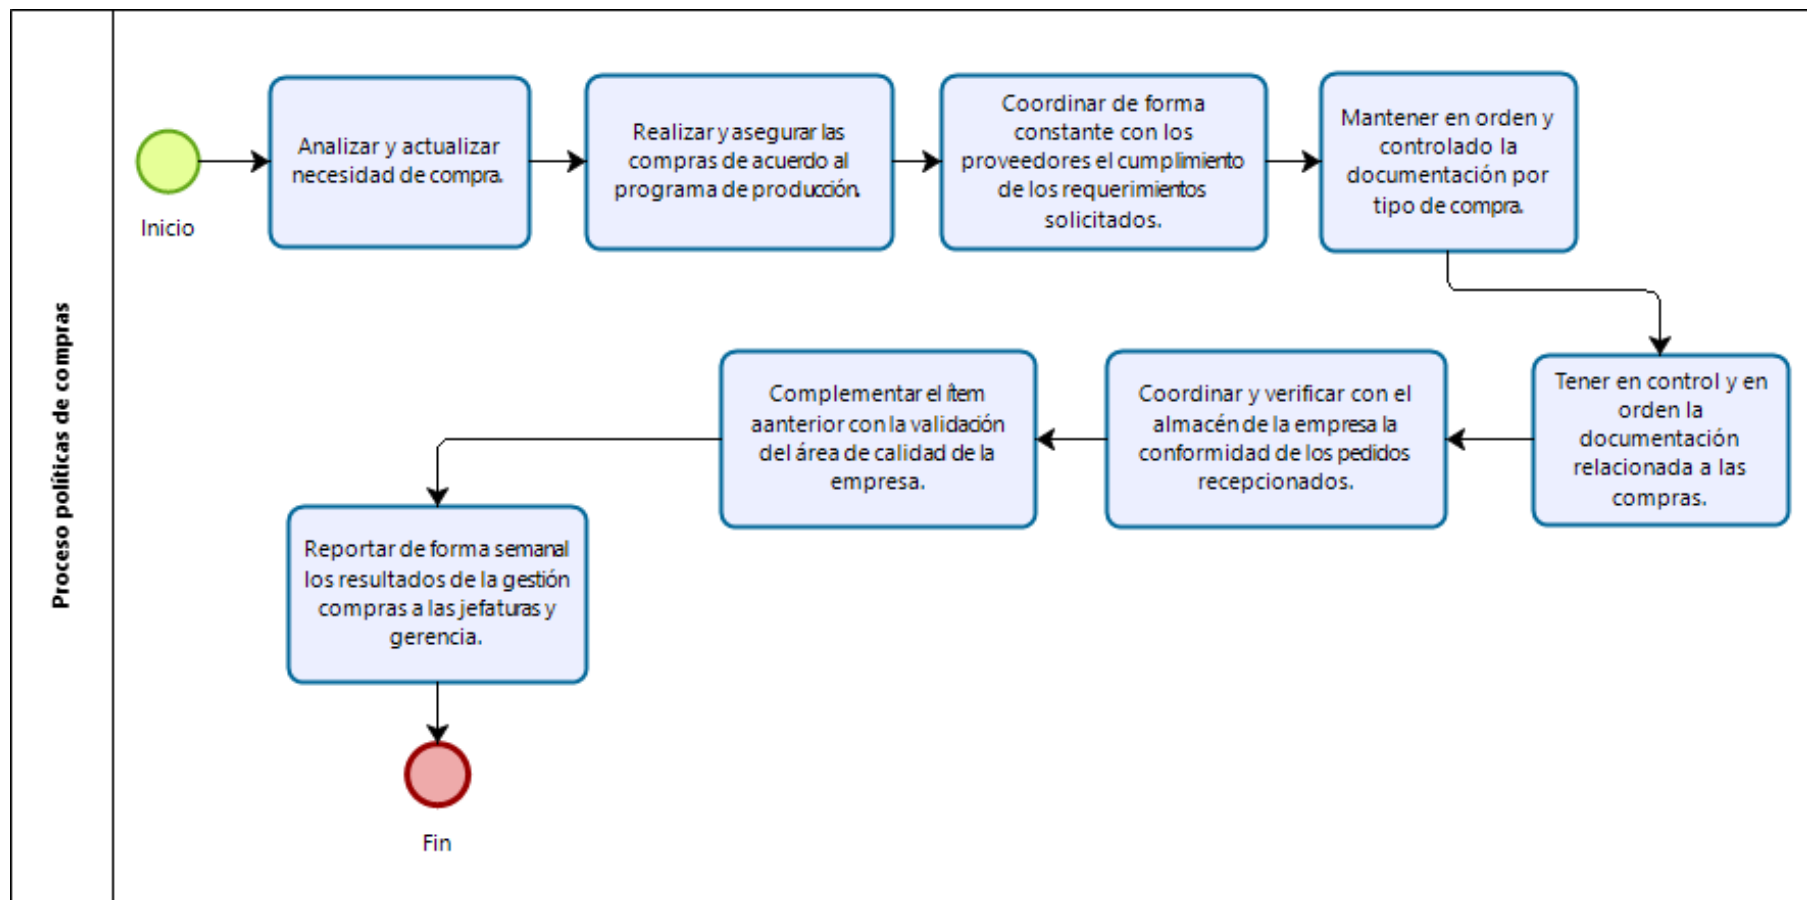 Proceso políticas de compras
Inicio
Analizar y actualizar
necesidad de compra.
Realizar y asegurar las
compras de acuerdo al
programa de producción.
Coordinar de forma
constante con los
proveedores el cumplimiento
de los requerimientos
solicitados.
Mantener en orden y
controlado la
documentación por
tipo de compra.
Tener en control y en
orden la
documentación
relacionada a las
compras.
Coordinar y verificar con el
almacén de la empresa la
conformidad de los pedidos
recepcionados.
Complementar el ítem
aanterior con la validación
del área de calidad de la
empresa.
Reportar de forma semanal
los resultados de la gestión
compras a las jefaturas y
gerencia.
Fin